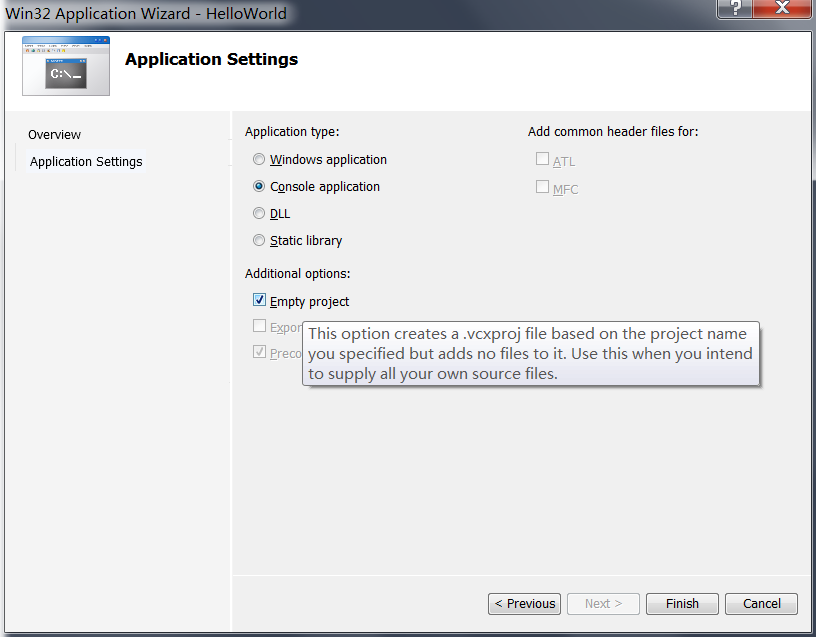 Win32 Application Wizard - HelloWorld
C:\_
Application Settings
Overview
Application Settings
Application type:
Windows application
Console application
DLL
Static library
Additional options:
Empty project
Add common header files for:
ATL
MFC
This option creates a .vcxproj file based on the project name
you specified but adds no files to it. Use this when you intend
to supply all your own source files.
< Previous
Next >
Finish
Cancel